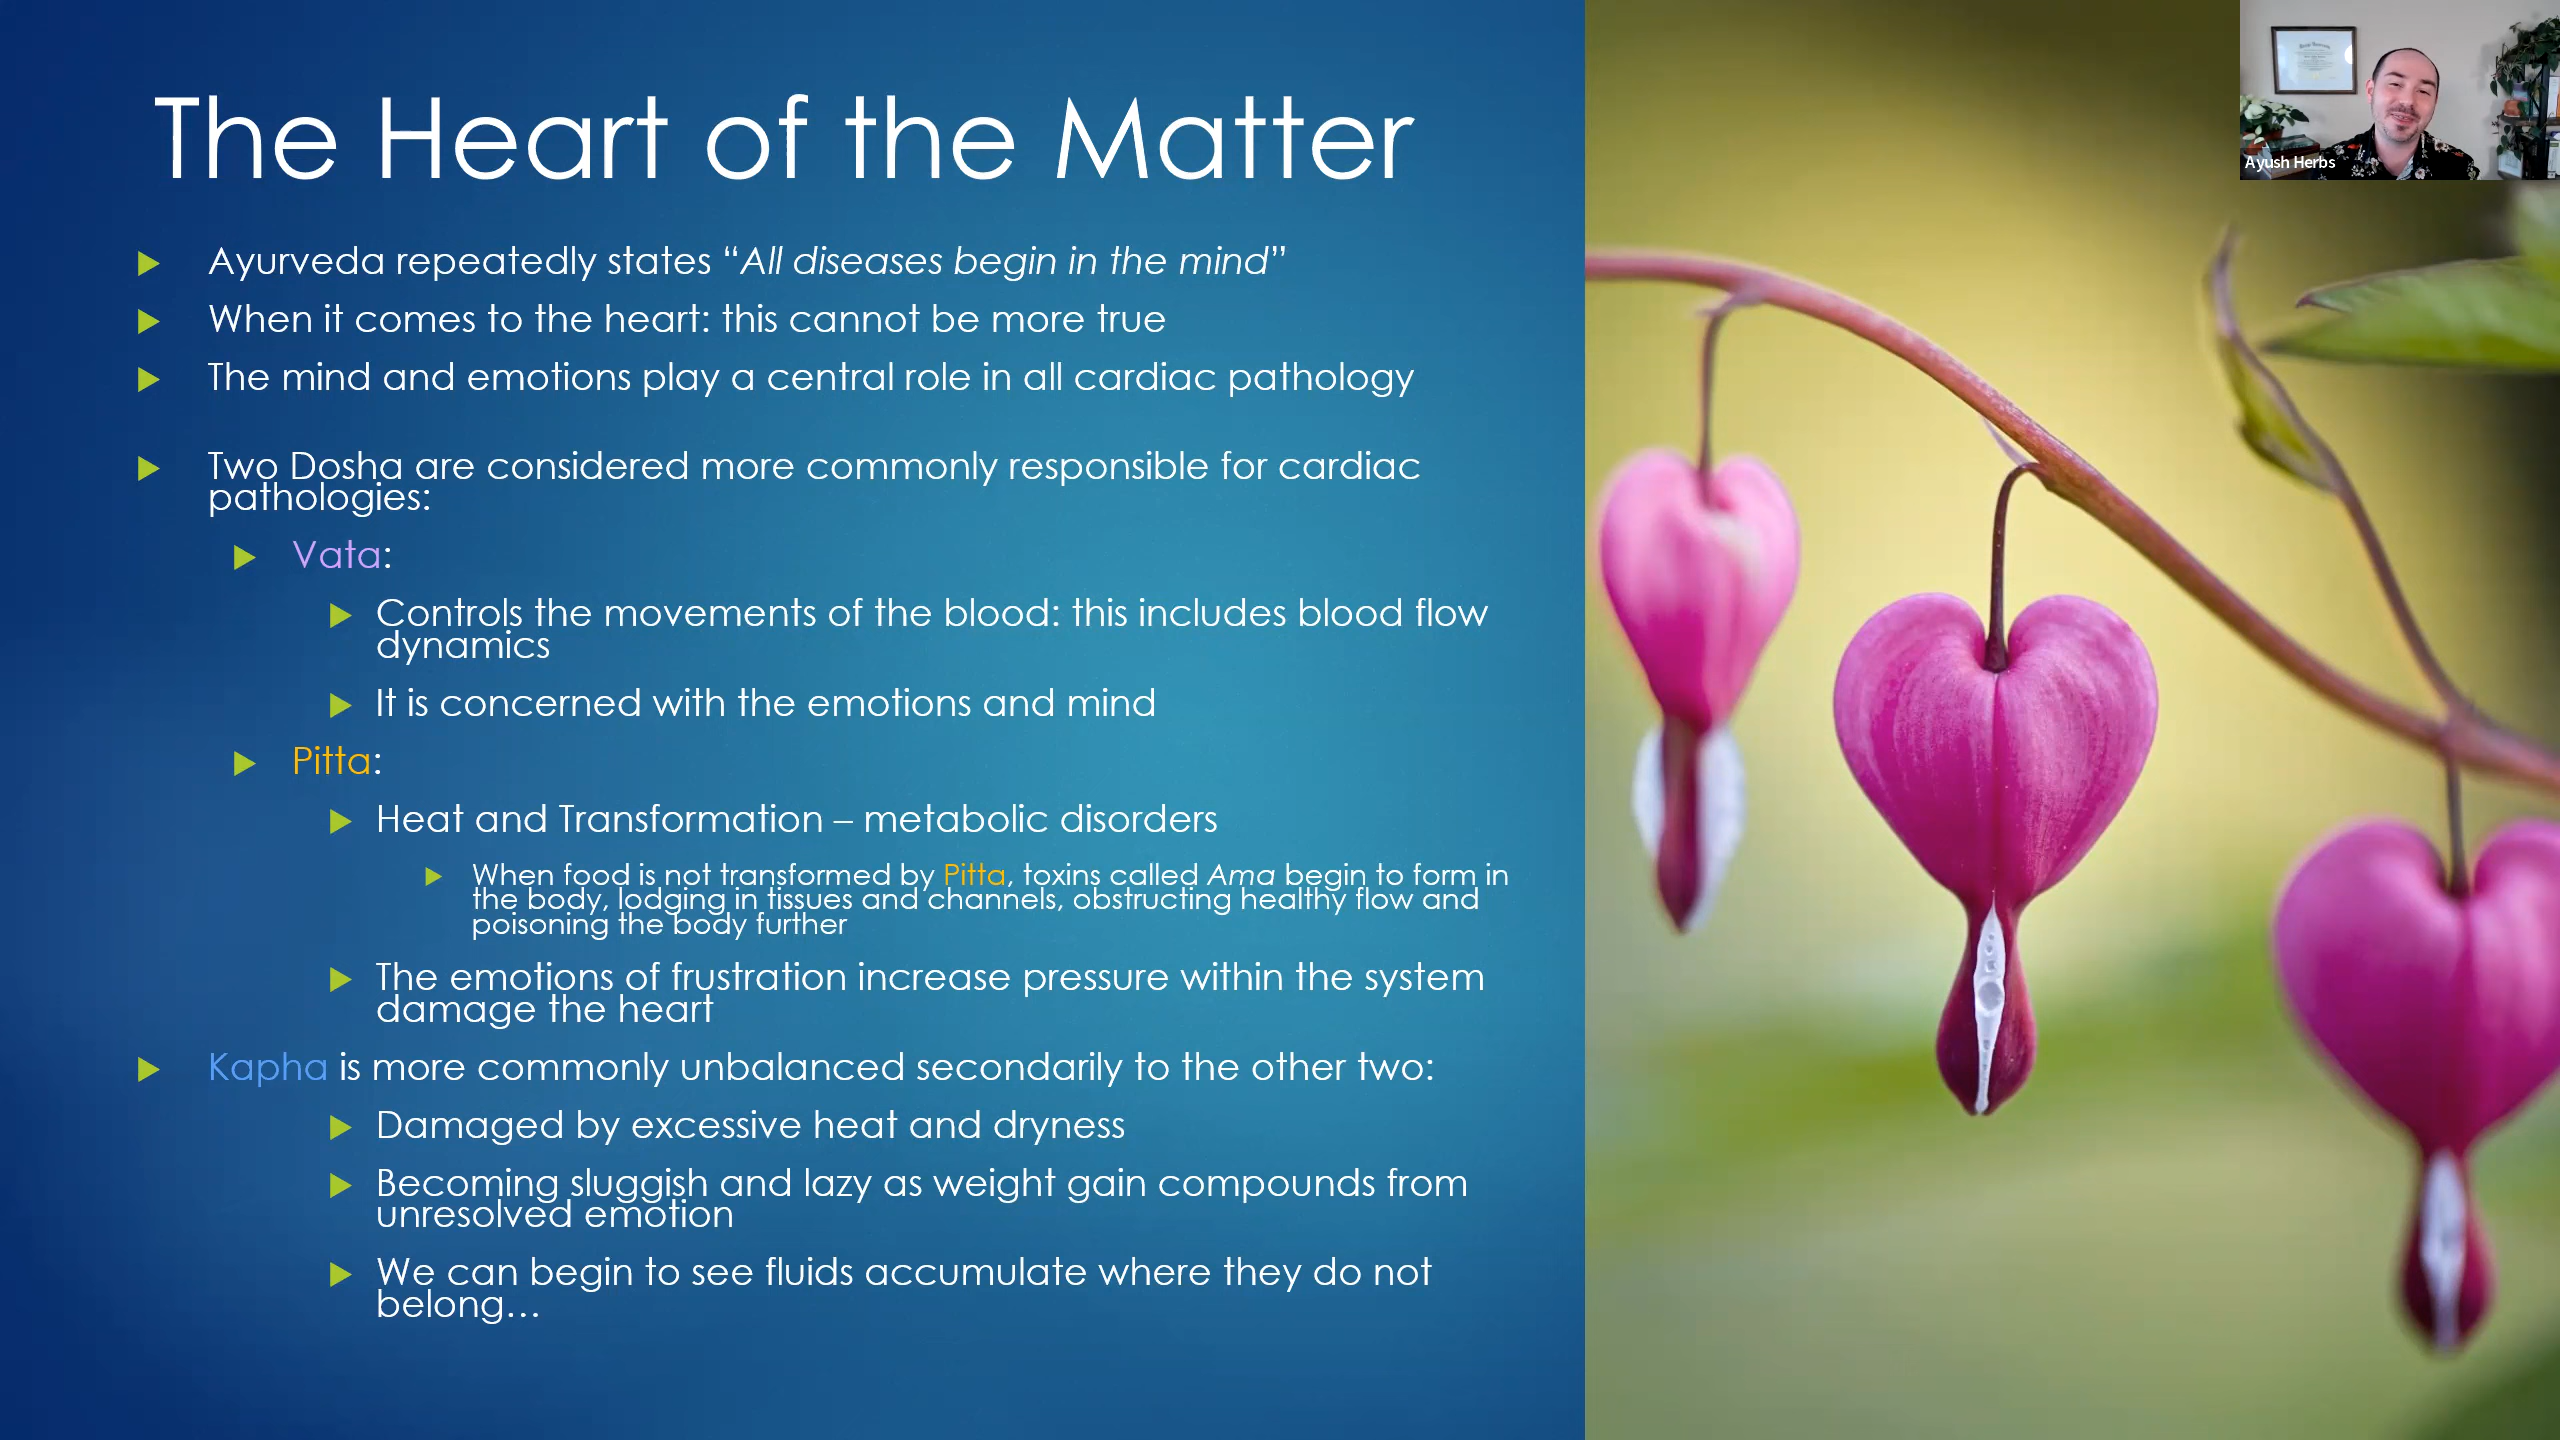 The Heart of the Matter
Ayurveda repeatedly states “All diseases begin in the mind”
When it comes to the heart: this cannot be more true
The mind and emotions play a central role in all cardiac pathology
Two Dosha are considered more commonly responsible for cardiac
pathologies:
Vata:
Controls the movements of the blood: this includes blood flow
dynamics
It is concerned with the emotions and mind
Pitta:
Heat and Transformation – metabolic disorders
When food is not transformed by Pitta, toxins called Ama begin to form in
the body, lodging in tissues and channels, obstructing healthy flow and
poisoning the body further
The emotions of frustration increase pressure within the system
damage the heart
Kapha is more commonly unbalanced secondarily to the other two:
Damaged by excessive heat and dryness
Becoming sluggish and lazy as weight gain compounds from
unresolved emotion
We can begin to see fluids accumulate where they do not
belong…
Ayush Herbs